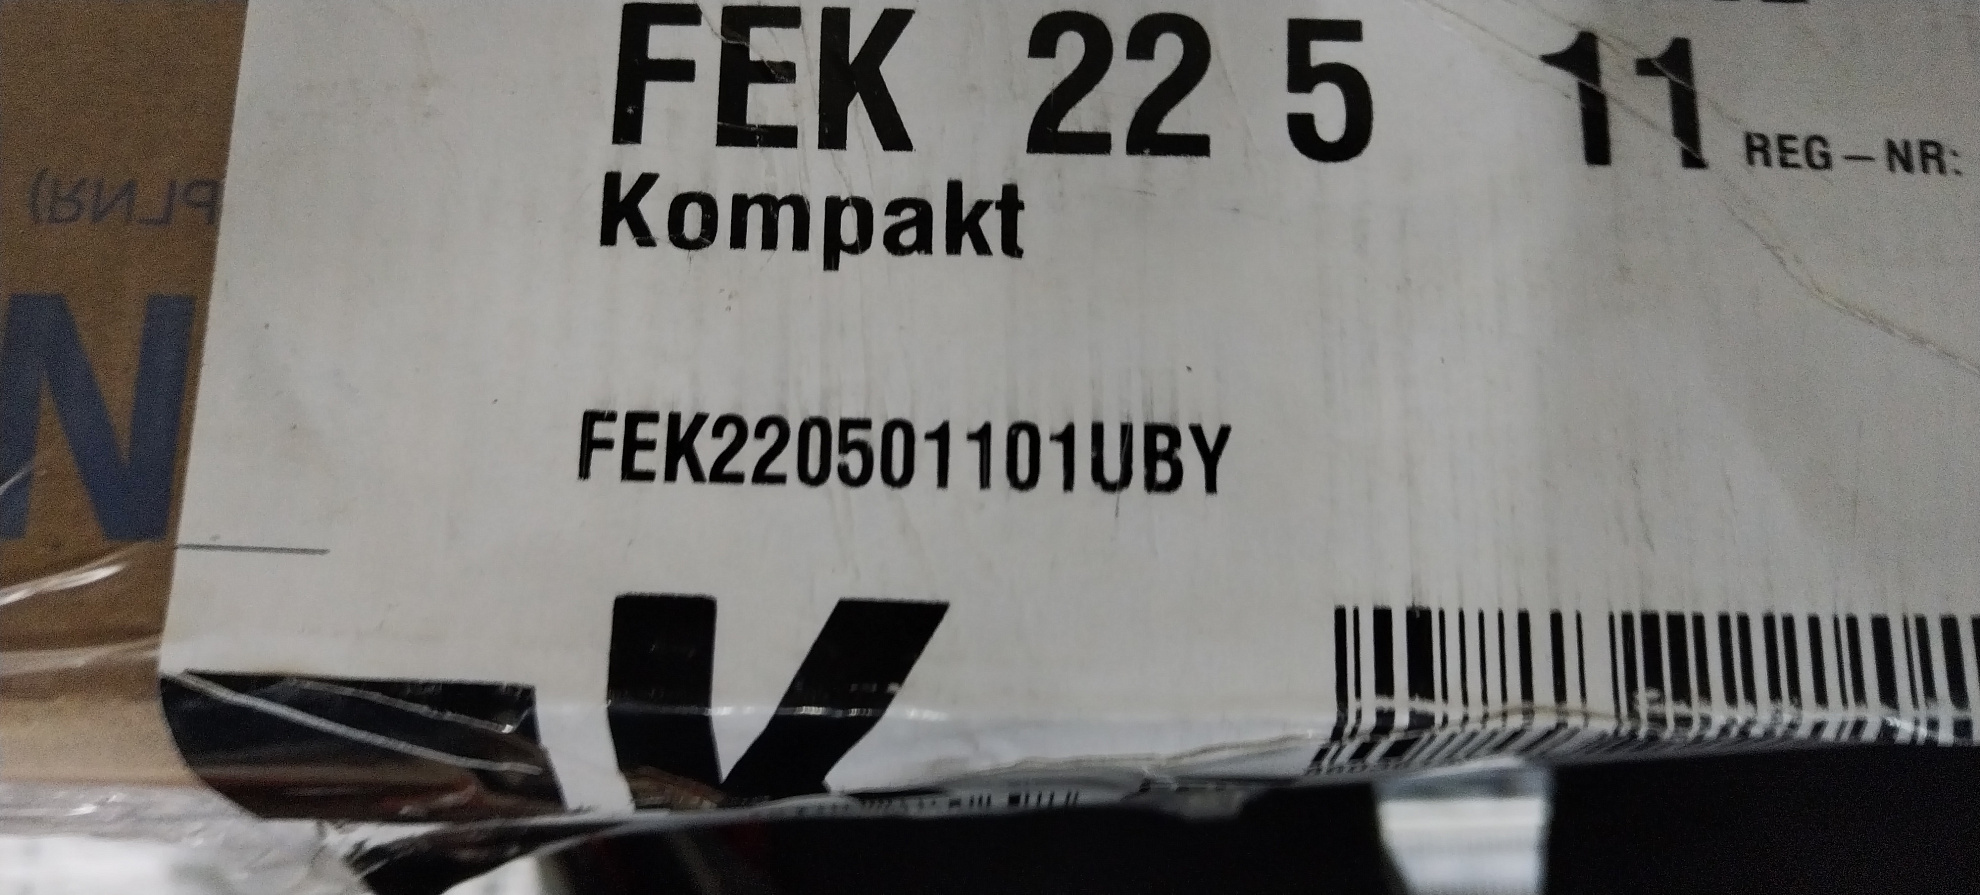 FEK 22 5 11 REG-NR:
Kompakt
FEK220501101UBY
K
N